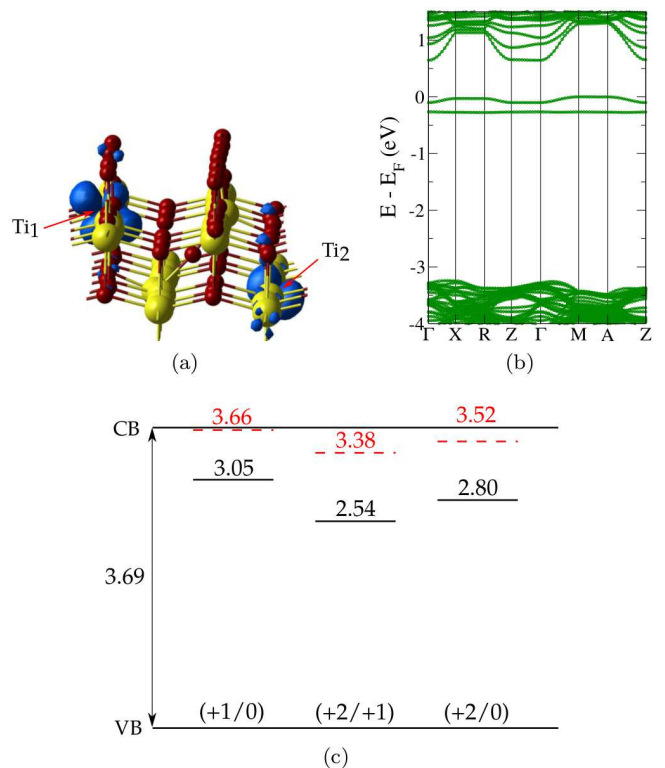 Ti1
Ti2
(a)
E - EF (eV)
1
0
-1
-2
-3
-4
Γ X R Z Γ M A Z
(b)
CB
3.66
3.38
3.52
3.05
2.54
2.80
3.69
(+1/0) (+2/+1) (+2/0)
VB
(c)